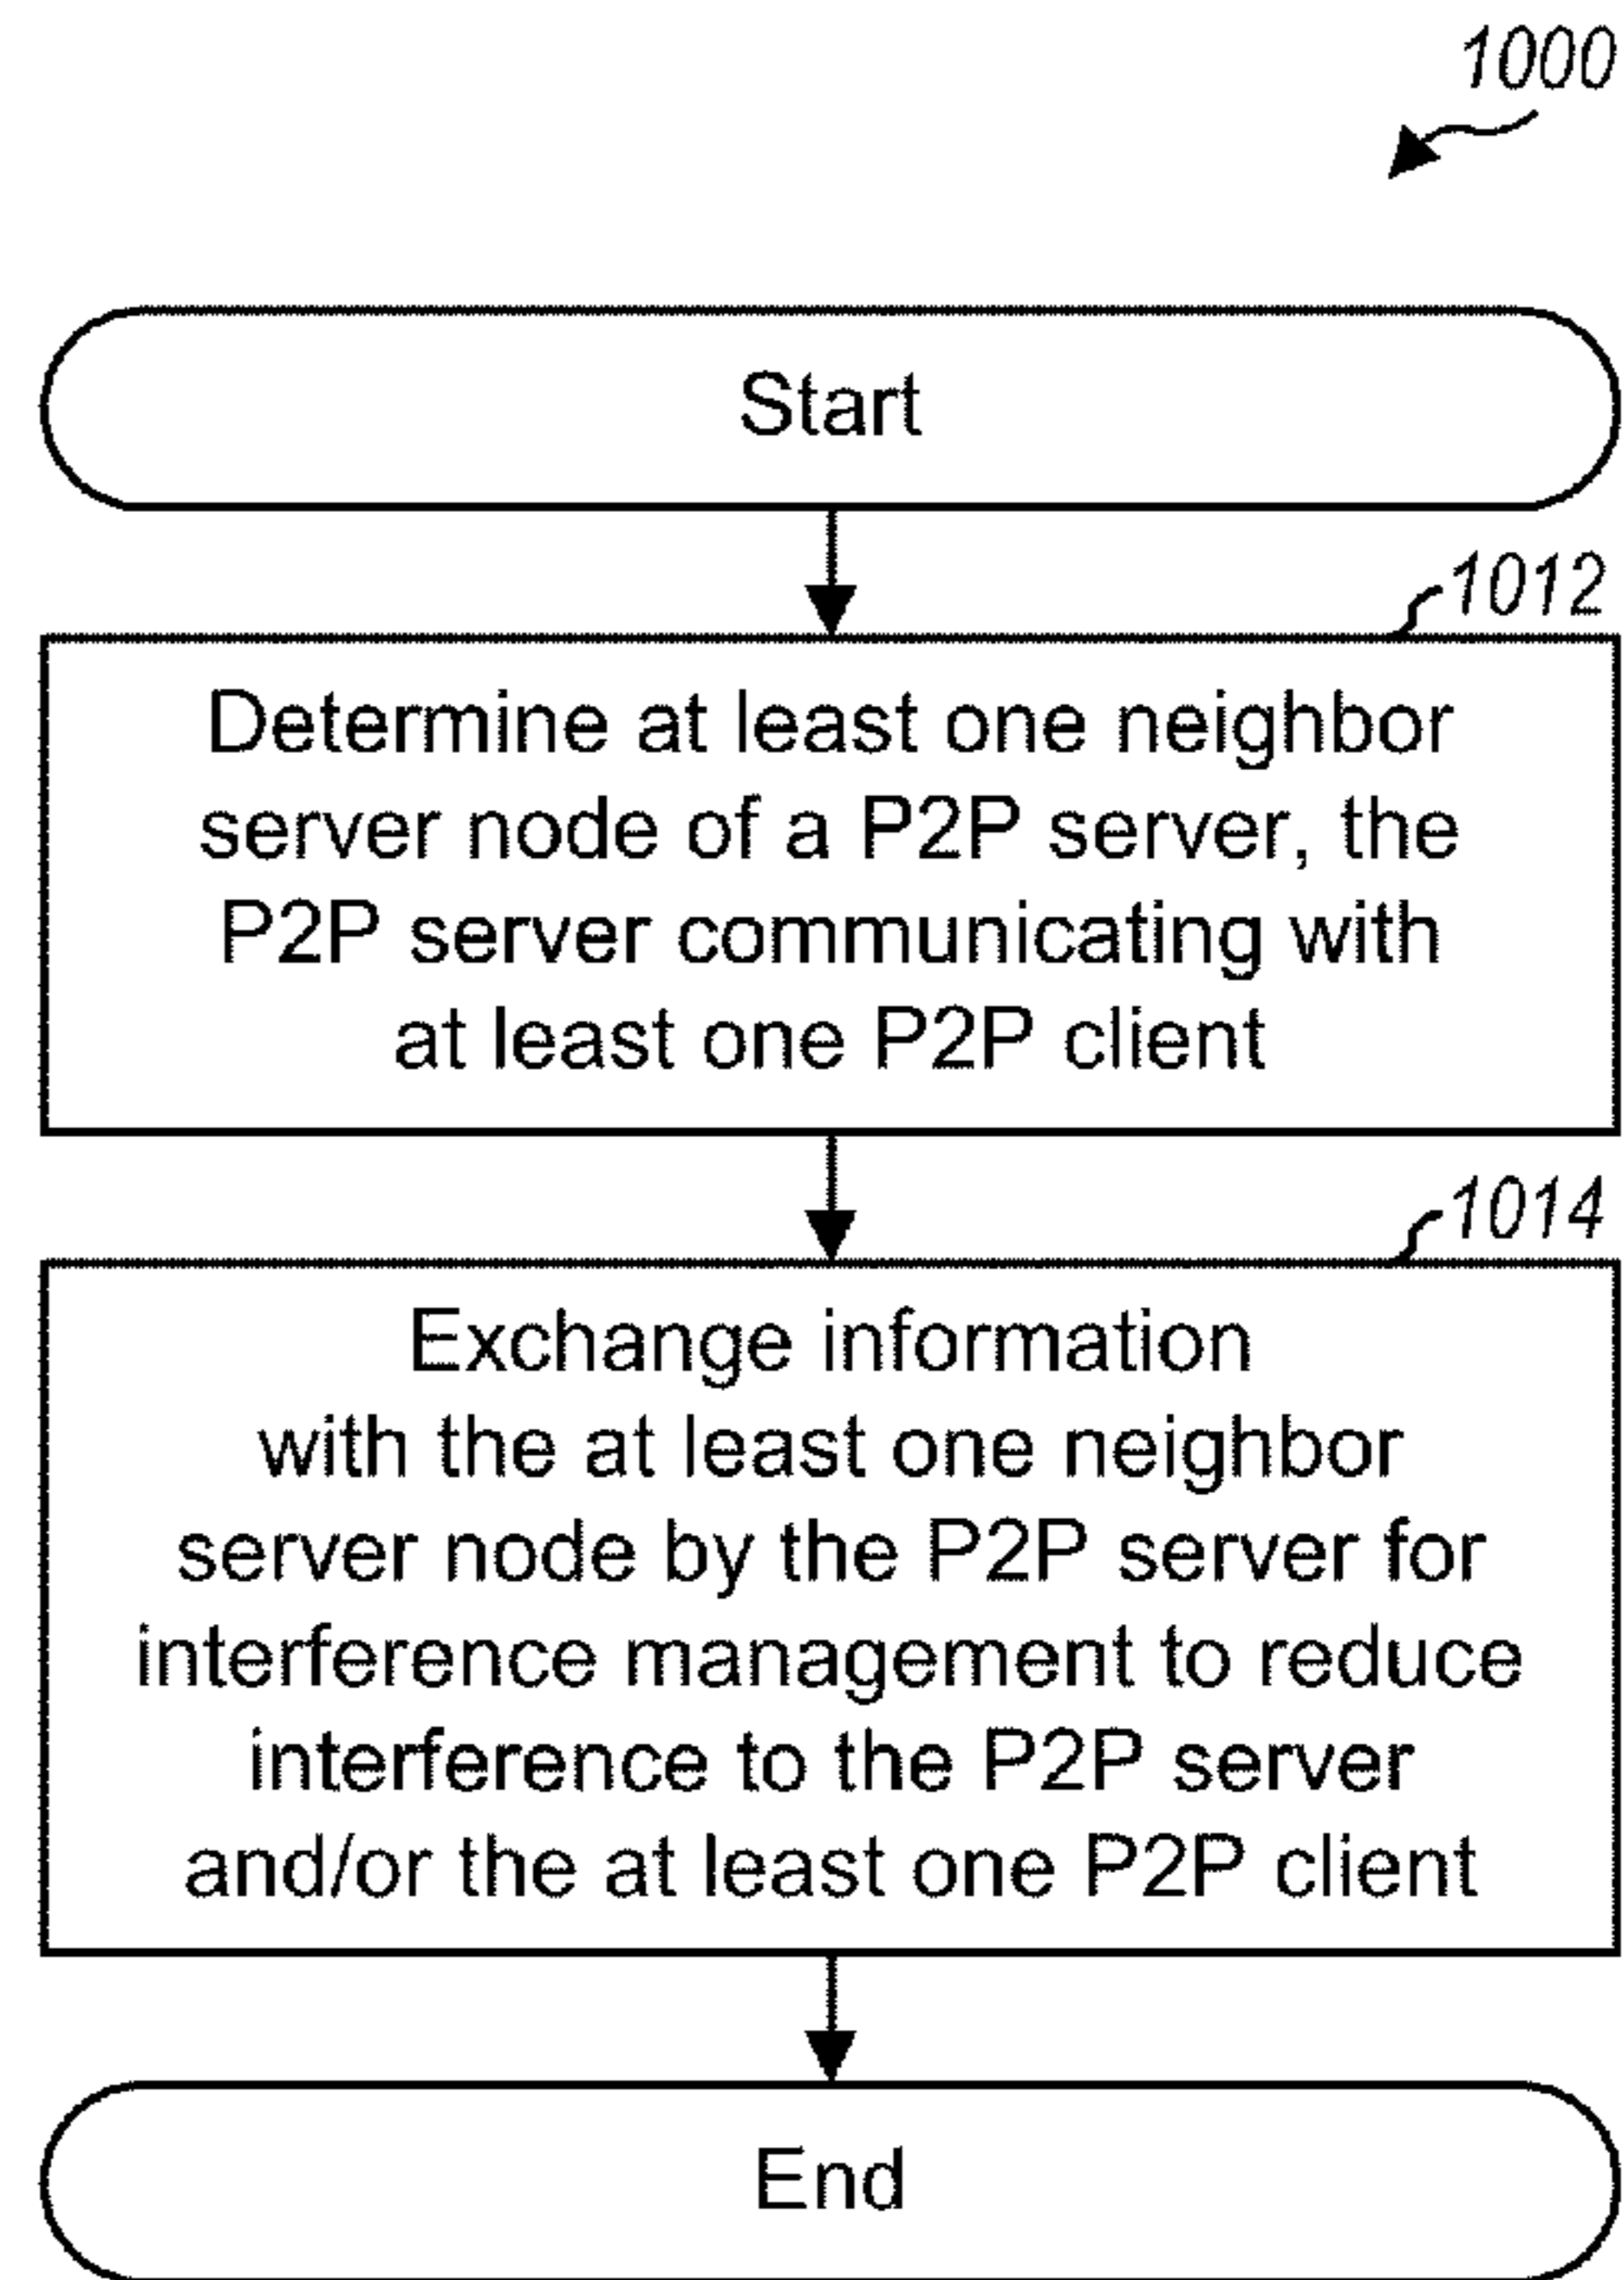 1000
Start
1012
Determine at least one neighbor
server node of a P2P server, the
P2P server communicating with
at least one P2P client
1014
Exchange information
with the at least one neighbor
server node by the P2P server for
interference management to reduce
interference to the P2P server
and/or the at least one P2P client
End